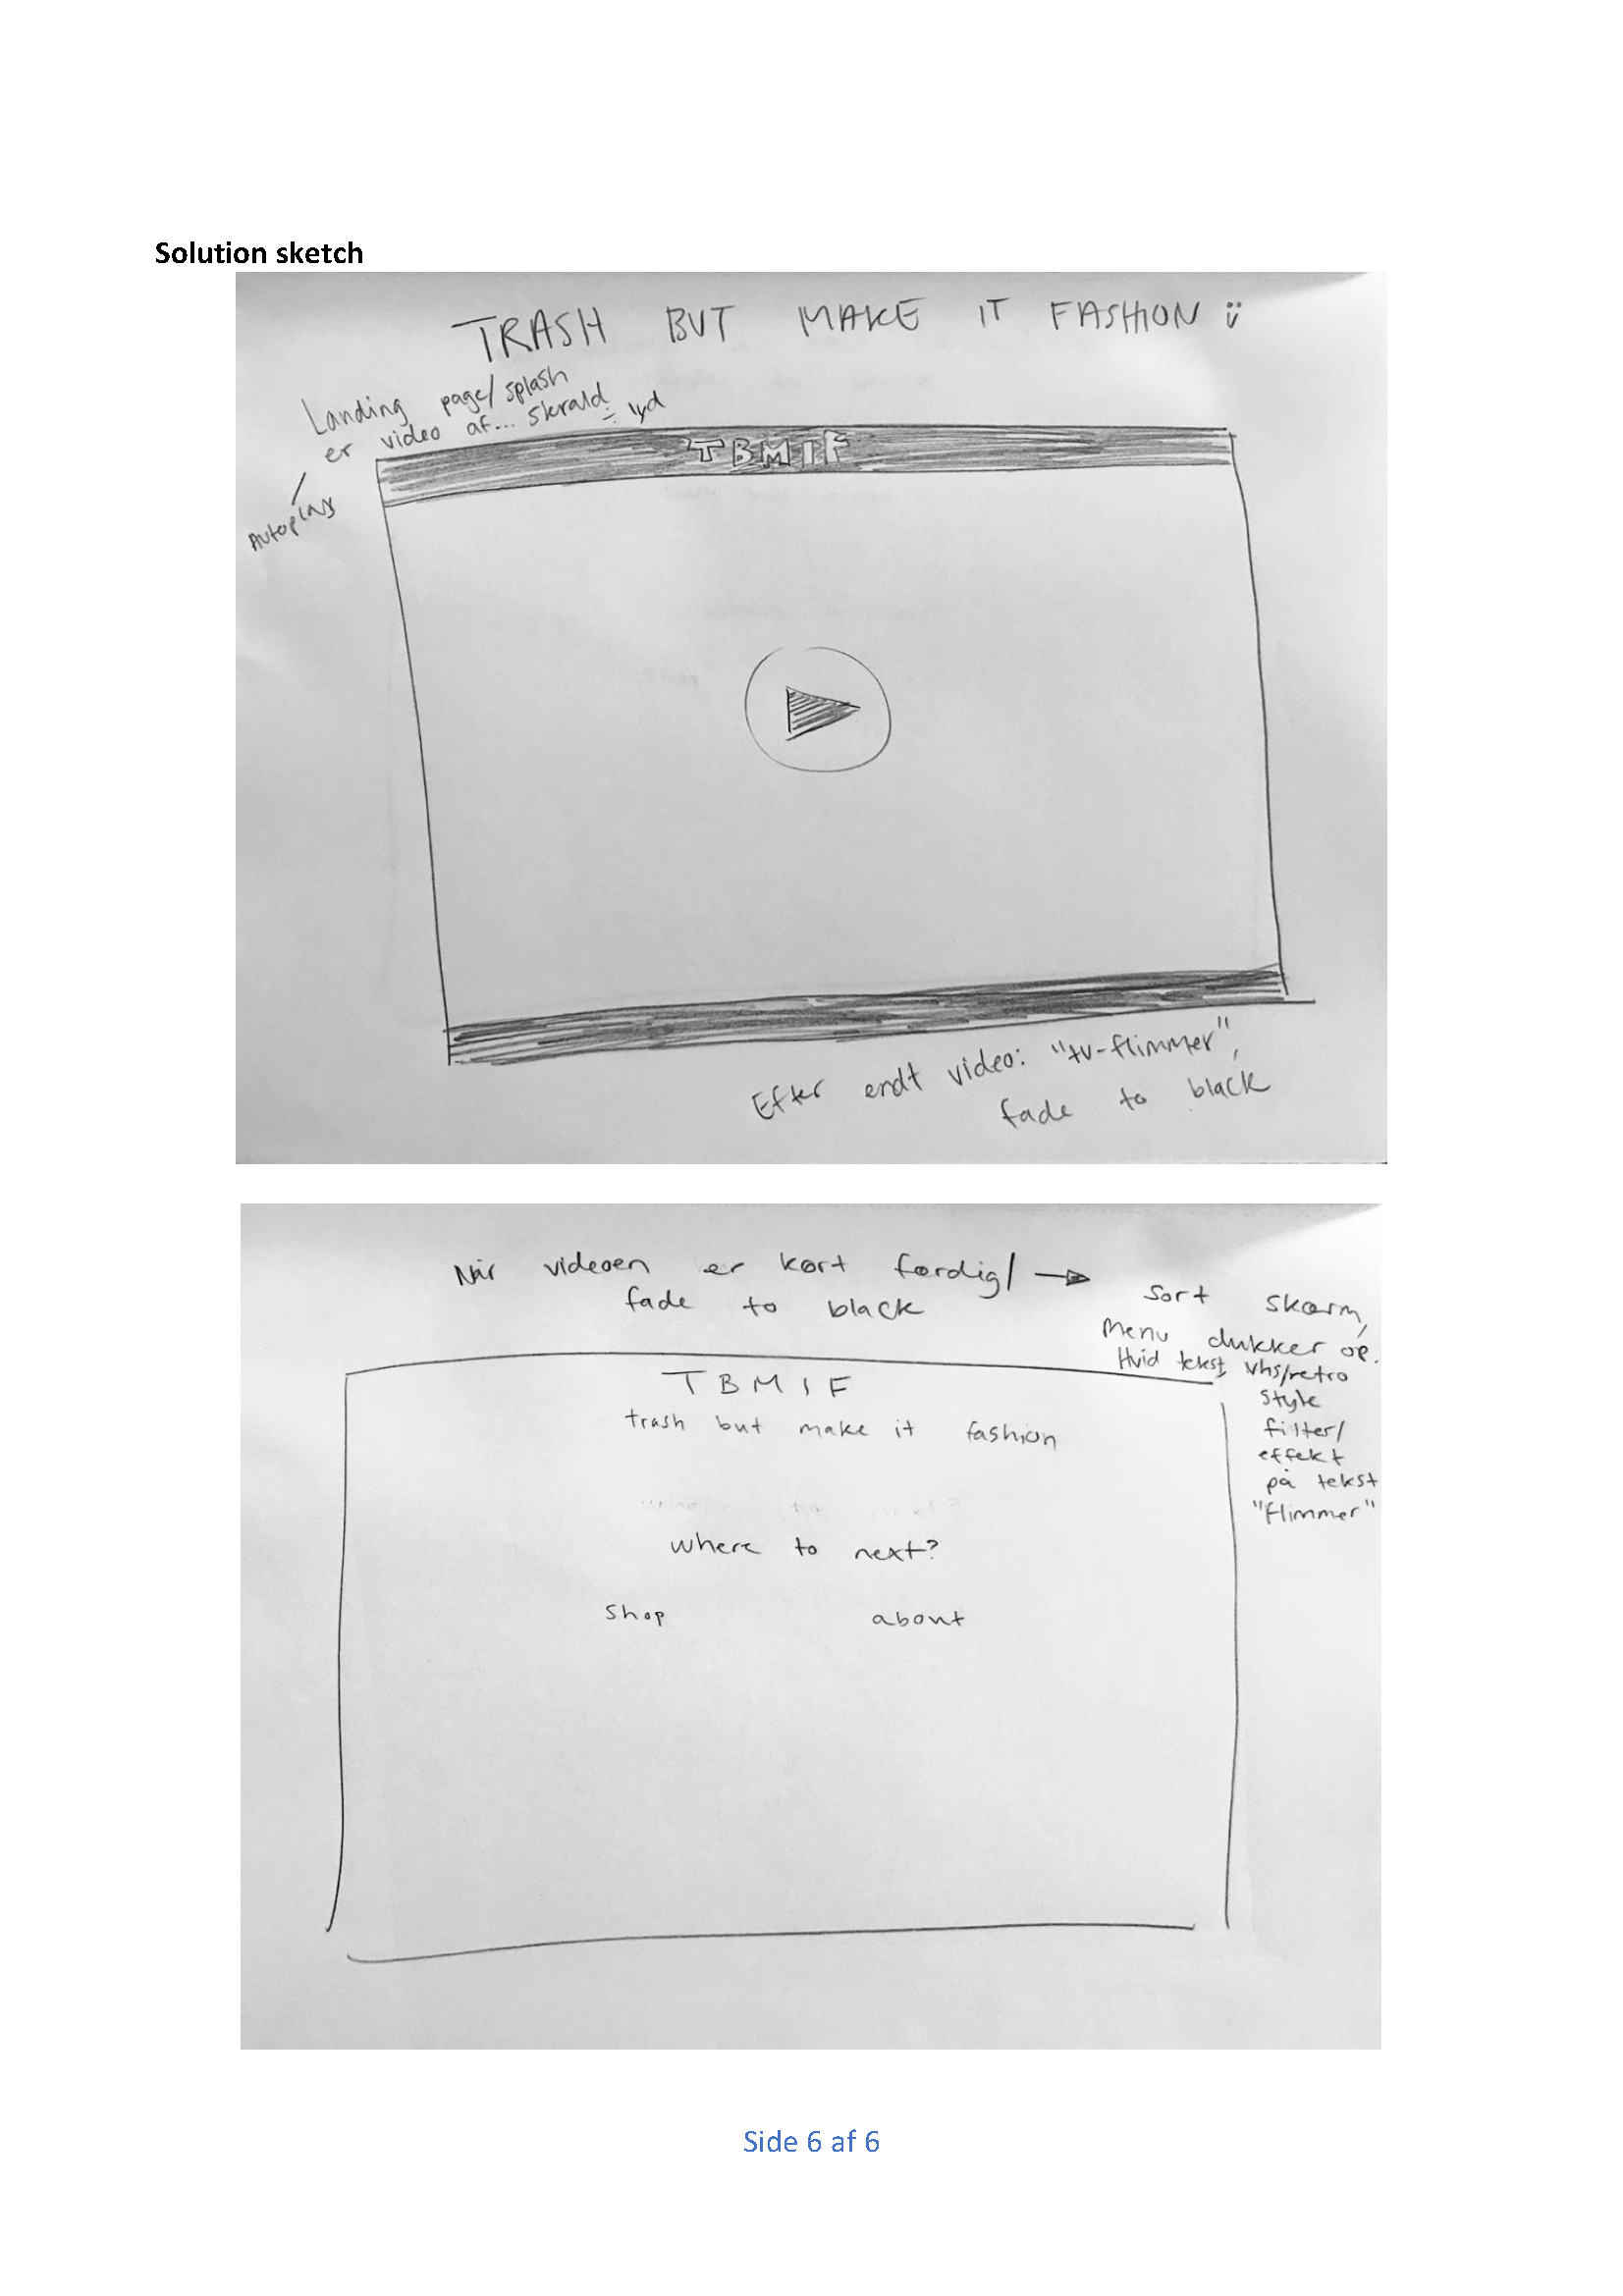 Solution sketch
TRASH BUT MAKE IT FASHION
Landing page/splash
er video af... skrald ÷ lyd
Autoplay
TBMIF
Efter endt video: "tv-flimmer",
fade to black
Når videoen er kørt færdig/ →
fade to black
Sort skærm,
Menu dukker op.
Hvid tekst, vhs/retro
style
filter/
effekt
på tekst
"flimmer"
TBMIF
trash but make it fashion
where to next?
shop about
Side 6 af 6